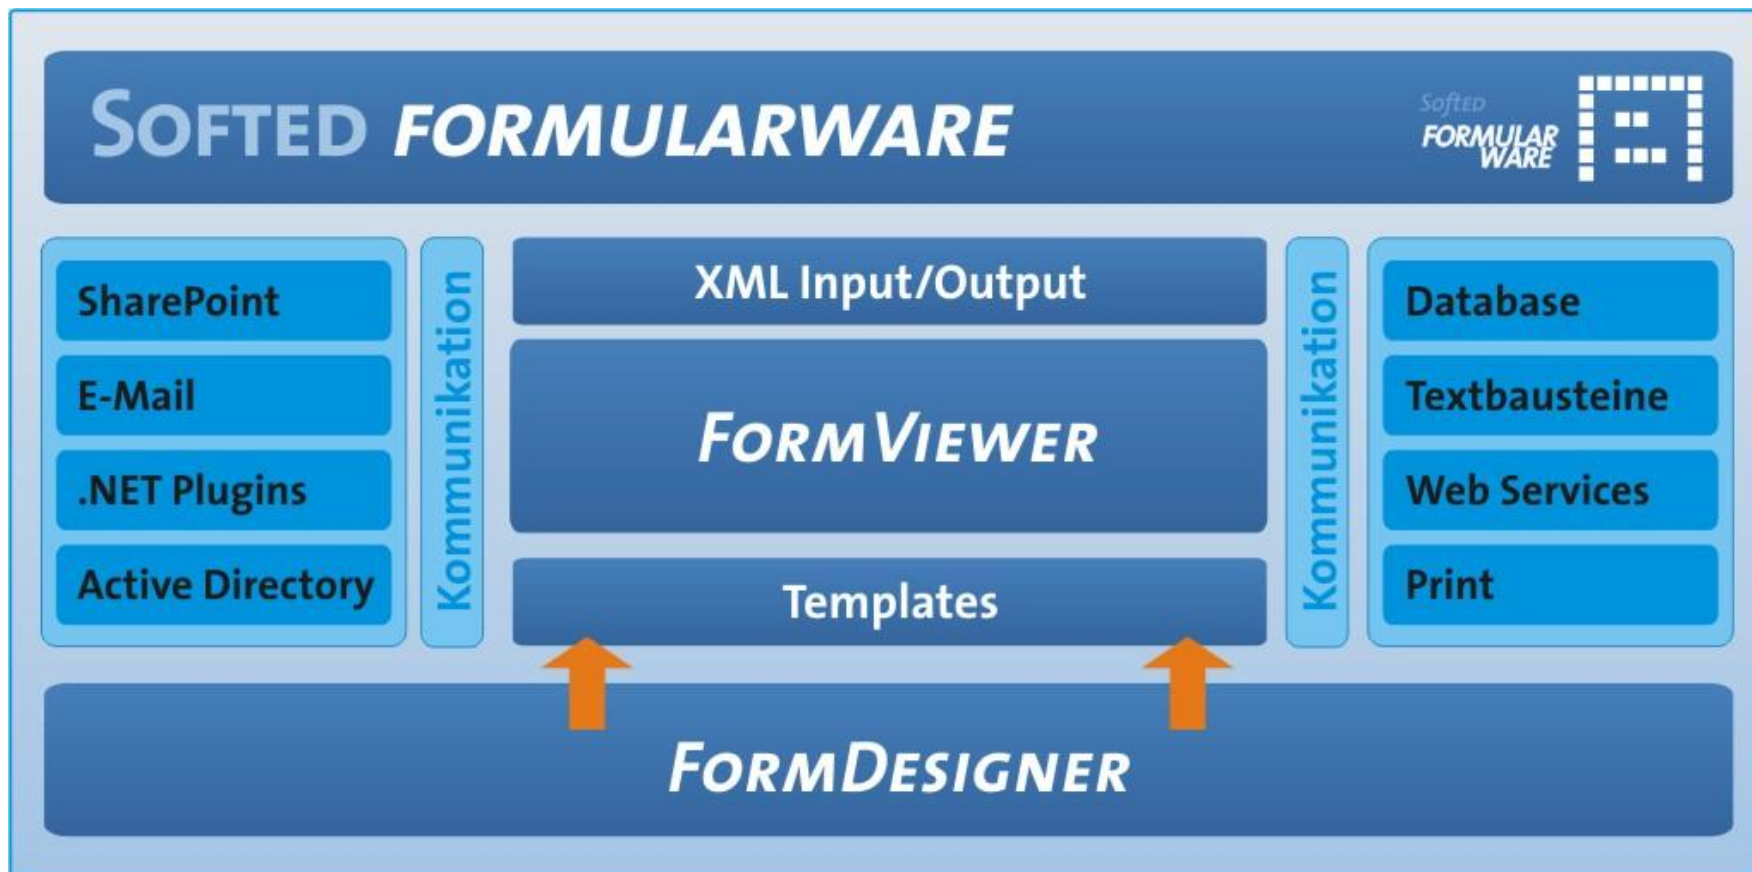 SOFTED FORMULARWARE
SoftED
FORMULAR
WARE
SharePoint
E-Mail
.NET Plugins
Active Directory
Kommunikation
XML Input/Output
FORMVIEWER
Templates
Kommunikation
Database
Textbausteine
Web Services
Print
FORMDESIGNER